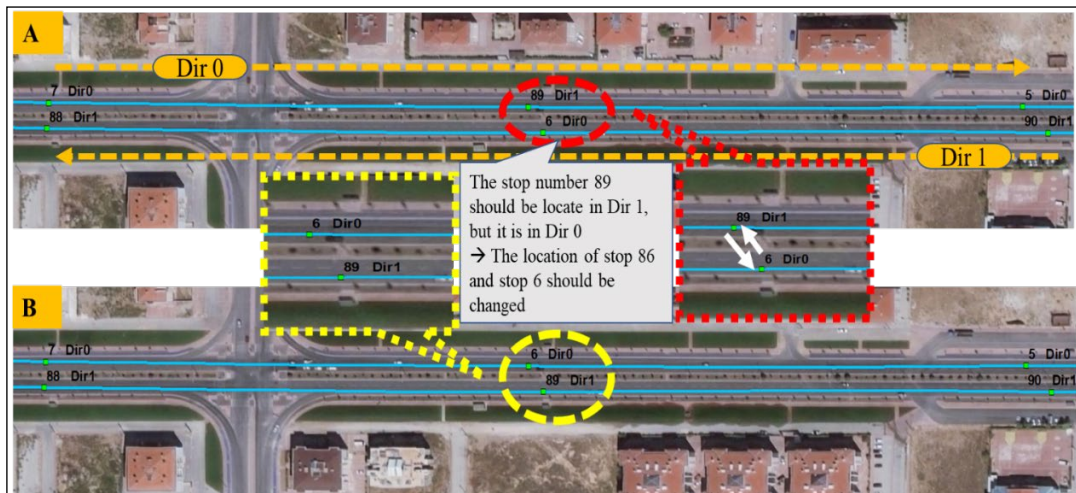 A
Dir 0
7 Dir0
89 Dir1
5 Dir0
88 Dir1
6 Dir0
90 Dir1
Dir 1
The stop number 89
should be locate in Dir 1,
but it is in Dir 0
→ The location of stop 86
and stop 6 should be
changed
6 Dir0
89 Dir1
89 Dir1
6 Dir0
B
7 Dir0
6 Dir0
5 Dir0
88 Dir1
89 Dir1
90 Dir1